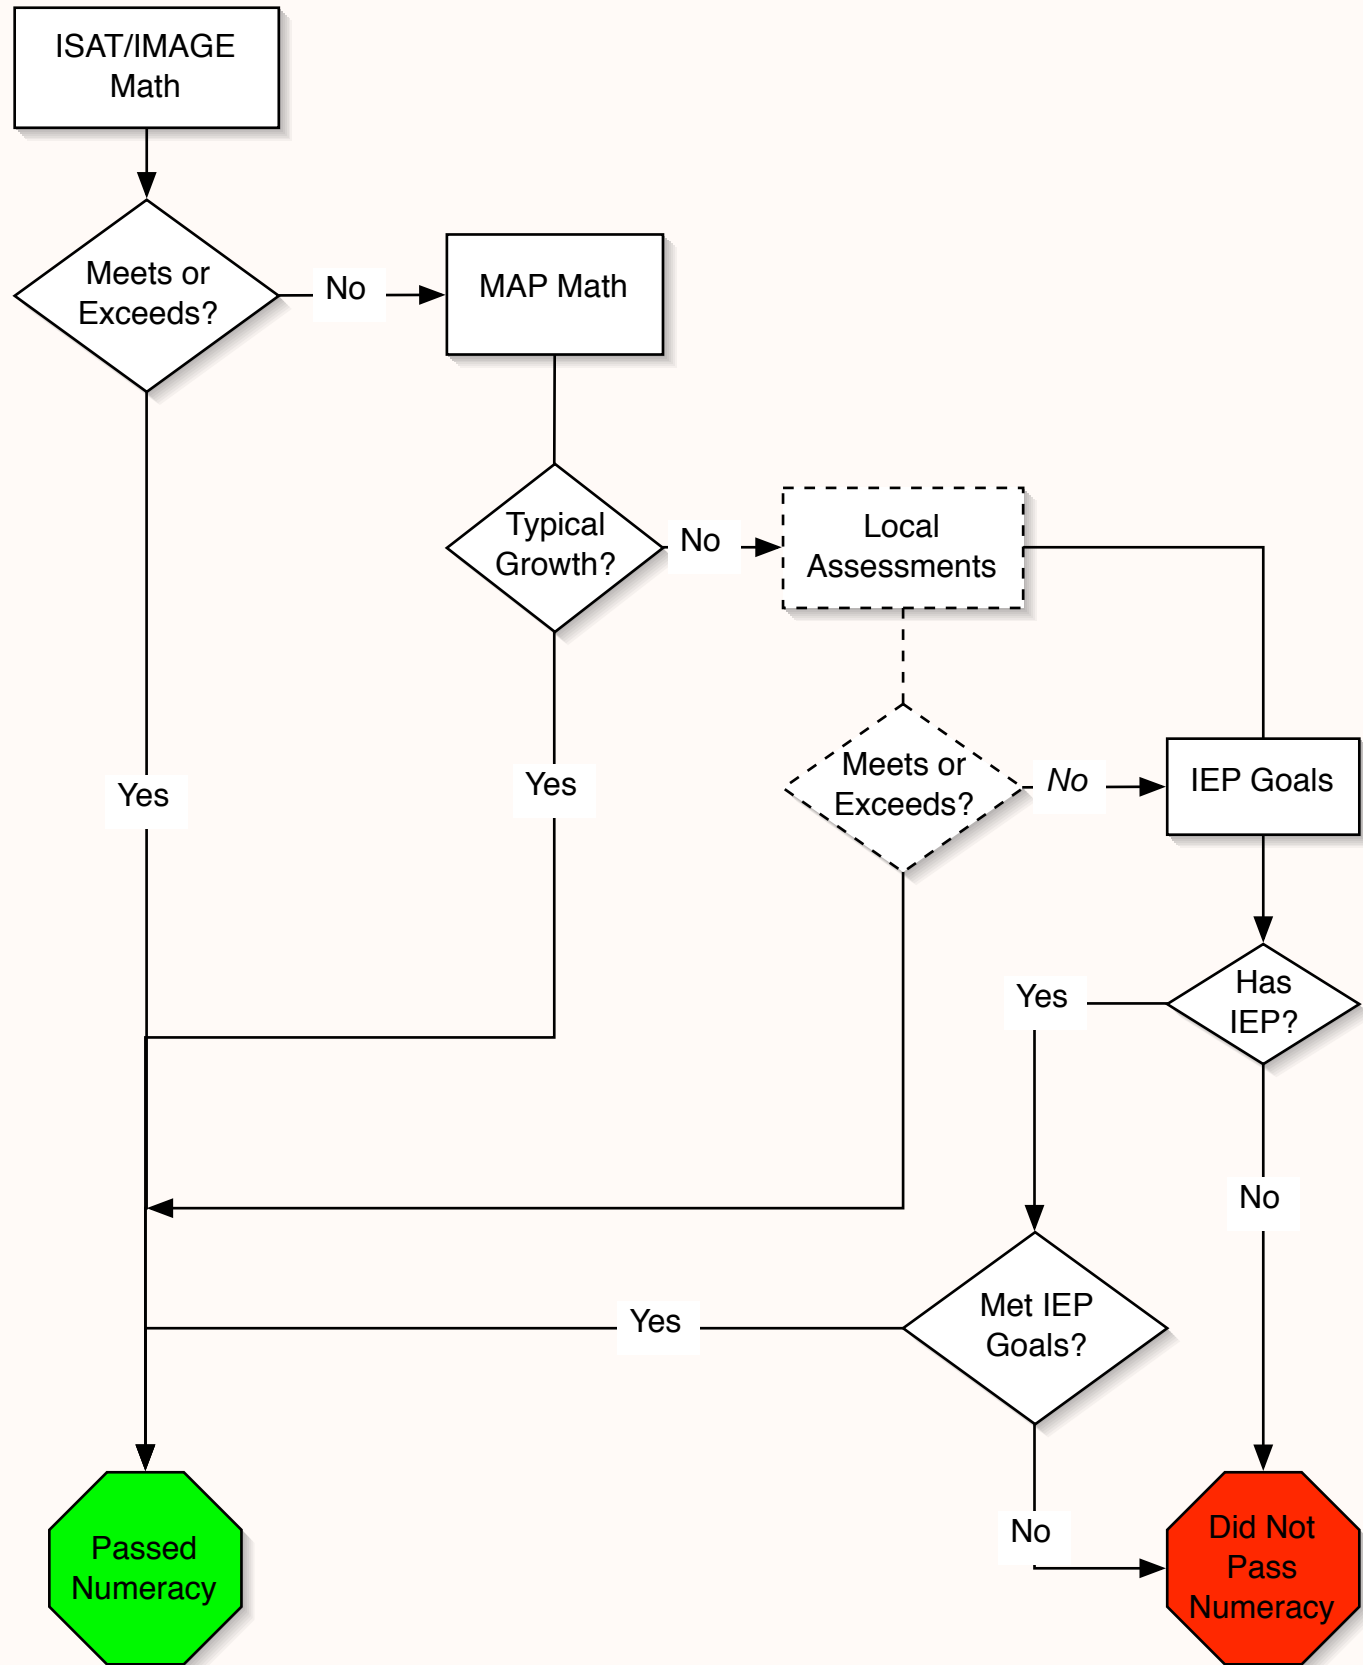 ISAT/IMAGE
Math
Meets or
Exceeds?
No
MAP Math
Typical
Growth?
No
Local
Assessments
Meets or
Exceeds?
No
IEP Goals
Yes
Yes
Has
IEP?
Yes
No
Met IEP
Goals?
Yes
No
Passed
Numeracy
Did Not
Pass
Numeracy